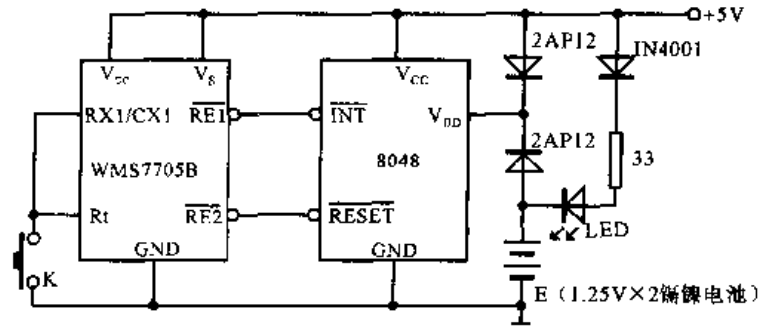 +5V
2AP12
IN4001
Vcc
VS
VCC
RX1/CX1
RE1
INT
VDD
2AP12
33
WMS7705B
8048
Rt
RE2
RESET
LED
GND
GND
K
E（1.25V×2镉镍电池）